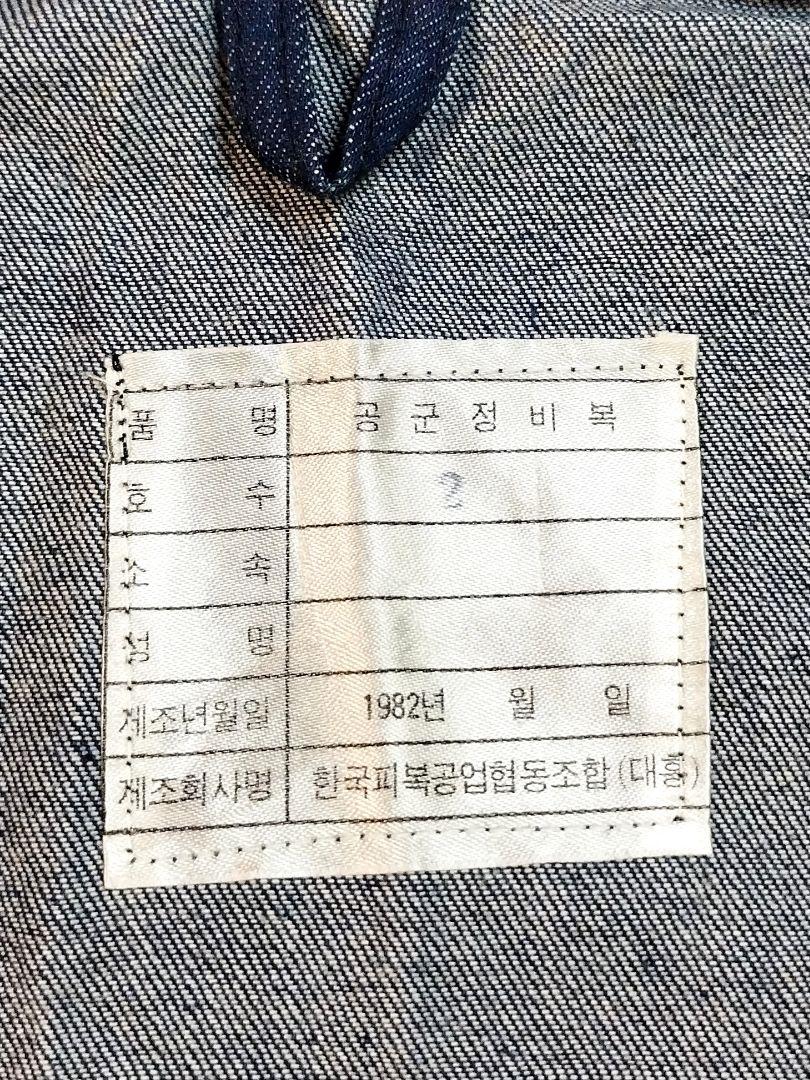 품 명 공 군 정 비 복
호 수 2
소 속
성 명
제조년월일 1982년 월 일
제조회사명 한국피복공업협동조합 (대흥)